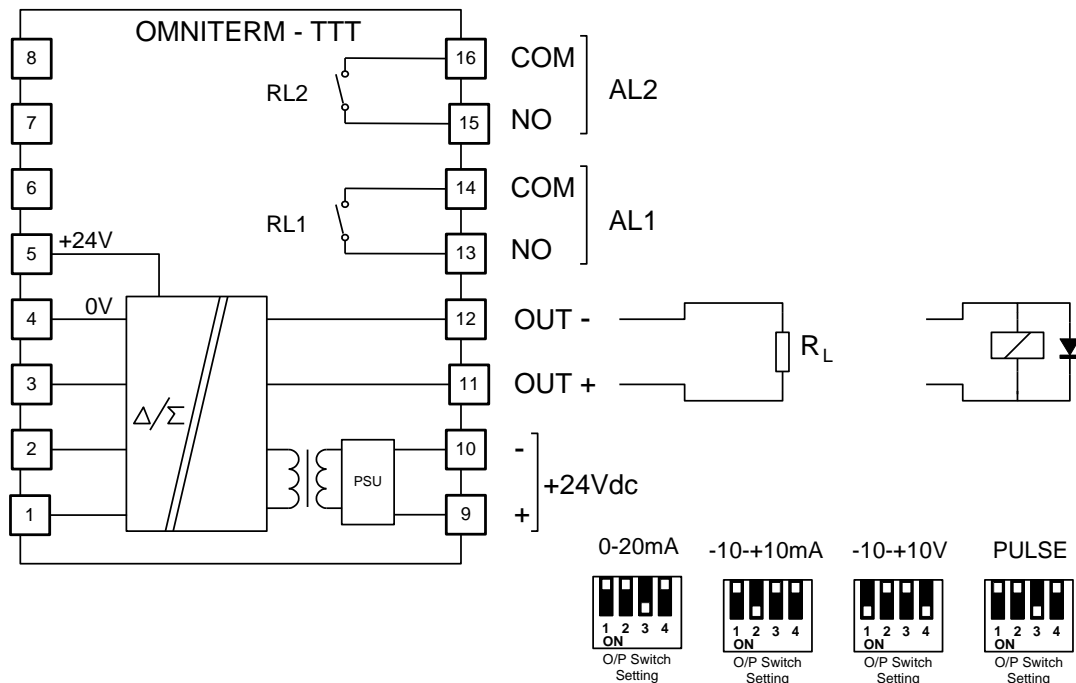 OMNITERM - TTT
8
7
6
5
4
3
2
1
+24V
0V
Δ/Σ
RL2
RL1
PSU
16
15
14
13
12
11
10
9
COM
NO
AL2
COM
NO
AL1
OUT -
OUT +
-
+
+24Vdc
RL
0-20mA
1 2 3 4
ON
O/P Switch
Setting
-10-+10mA
1 2 3 4
ON
O/P Switch
Setting
-10-+10V
1 2 3 4
ON
O/P Switch
Setting
PULSE
1 2 3 4
ON
O/P Switch
Setting